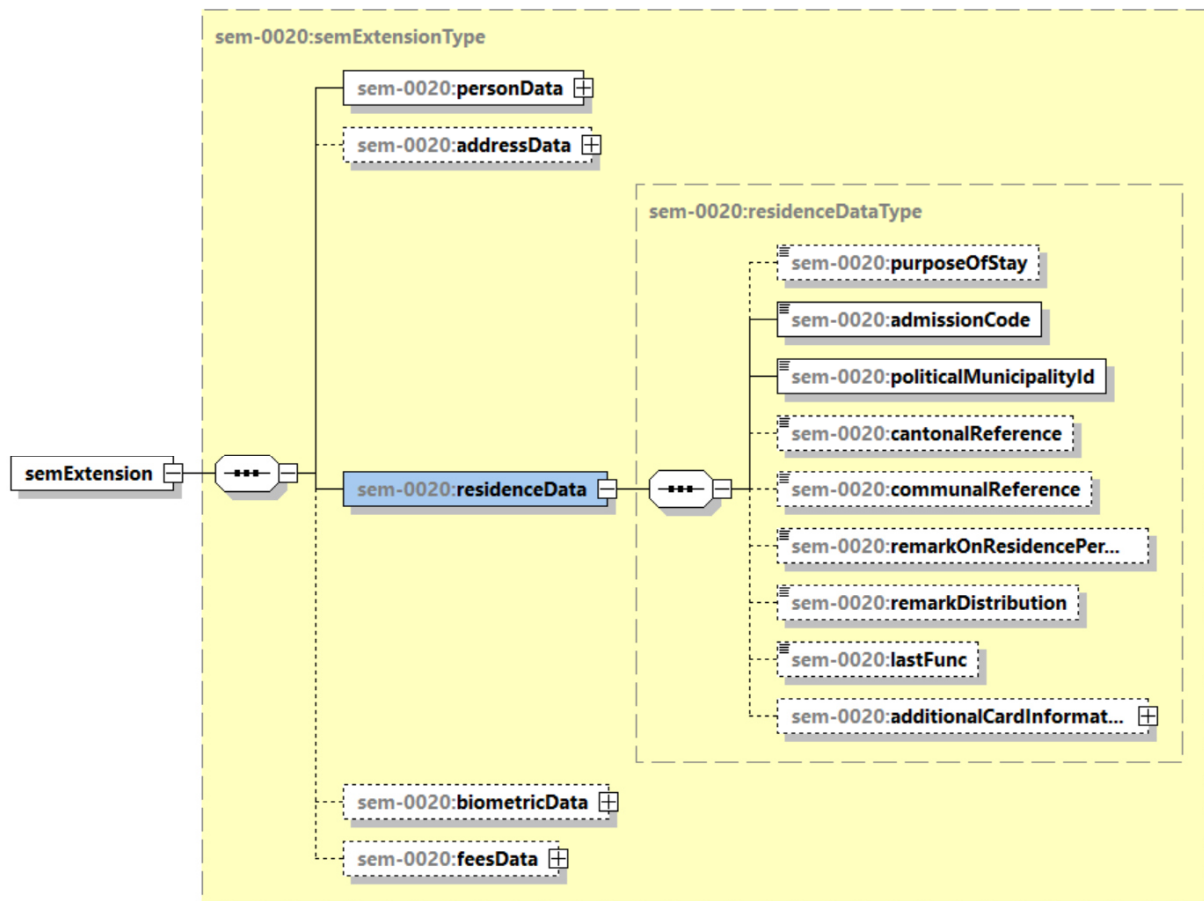 sem-0020:semExtensionType
sem-0020:personData
sem-0020:addressData
sem-0020:residenceDataType
sem-0020:purposeOfStay
sem-0020:admissionCode
sem-0020:politicalMunicipalityId
sem-0020:cantonalReference
semExtension
sem-0020:residenceData
sem-0020:communalReference
sem-0020:remarkOnResidencePer...
sem-0020:remarkDistribution
sem-0020:lastFunc
sem-0020:additionalCardInformat...
sem-0020:biometricData
sem-0020:feesData